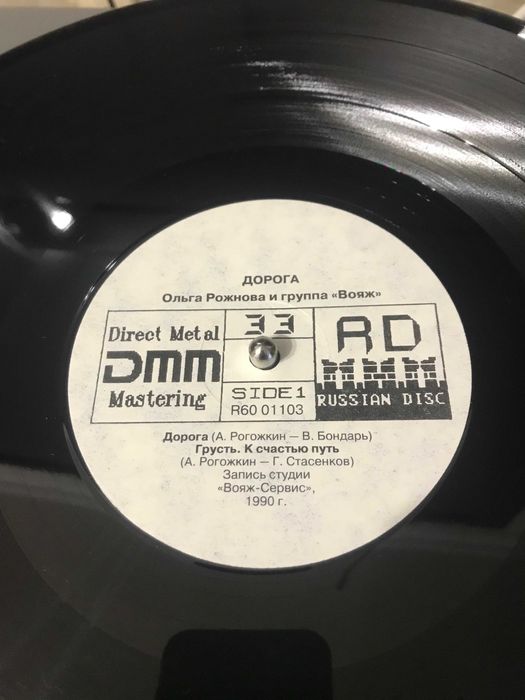 ДОРОГА
Ольга Рожнова и группа «Вояж»
Direct Metal
DMM
Mastering
33
SIDE 1
R60 01103
RD
RUSSIAN DISC
Дорога (А. Рогожкин — В. Бондарь)
Грусть. К счастью путь
(А. Рогожкин — Г. Стасенков)
Запись студии
«Вояж-Сервис»,
1990 г.